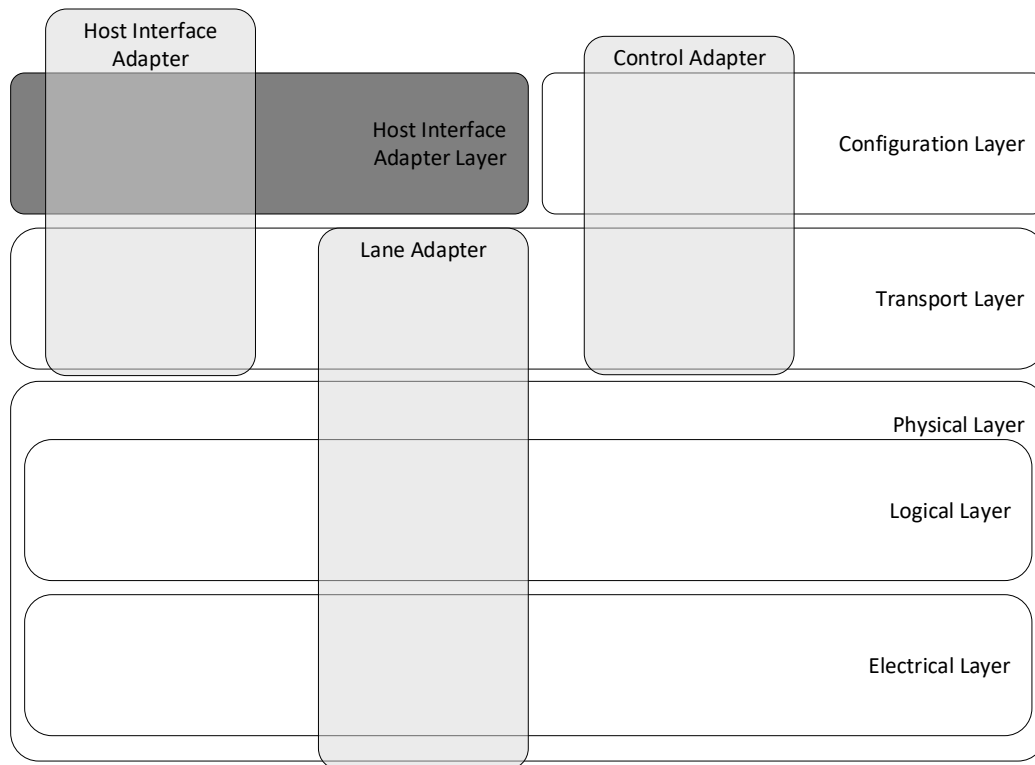 Host Interface
Adapter
Control Adapter
Host Interface
Adapter Layer
Configuration Layer
Lane Adapter
Transport Layer
Physical Layer
Logical Layer
Electrical Layer